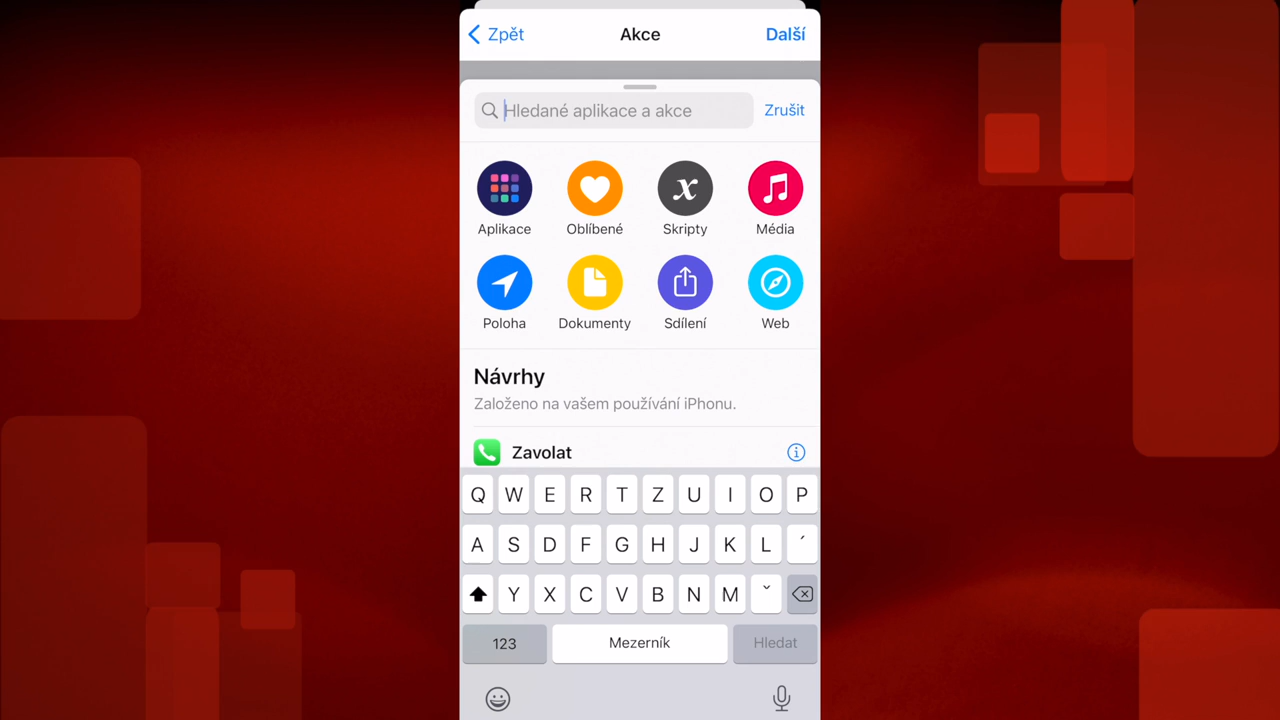 Zpět Akce Další
Hledané aplikace a akce Zrušit
Aplikace Oblíbené Skripty Média
Poloha Dokumenty Sdílení Web
Návrhy
Založeno na vašem používání iPhonu.
Zavolat
Q W E R T Z U I O P
A S D F G H J K L ´
Y X C V B N M ˇ
123 Mezerník Hledat